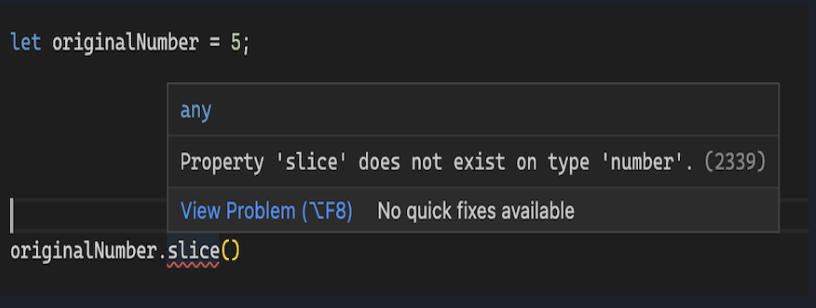 let originalNumber = 5;
any
Property 'slice' does not exist on type 'number'. (2339)
View Problem (⌥F8) No quick fixes available
originalNumber.slice()